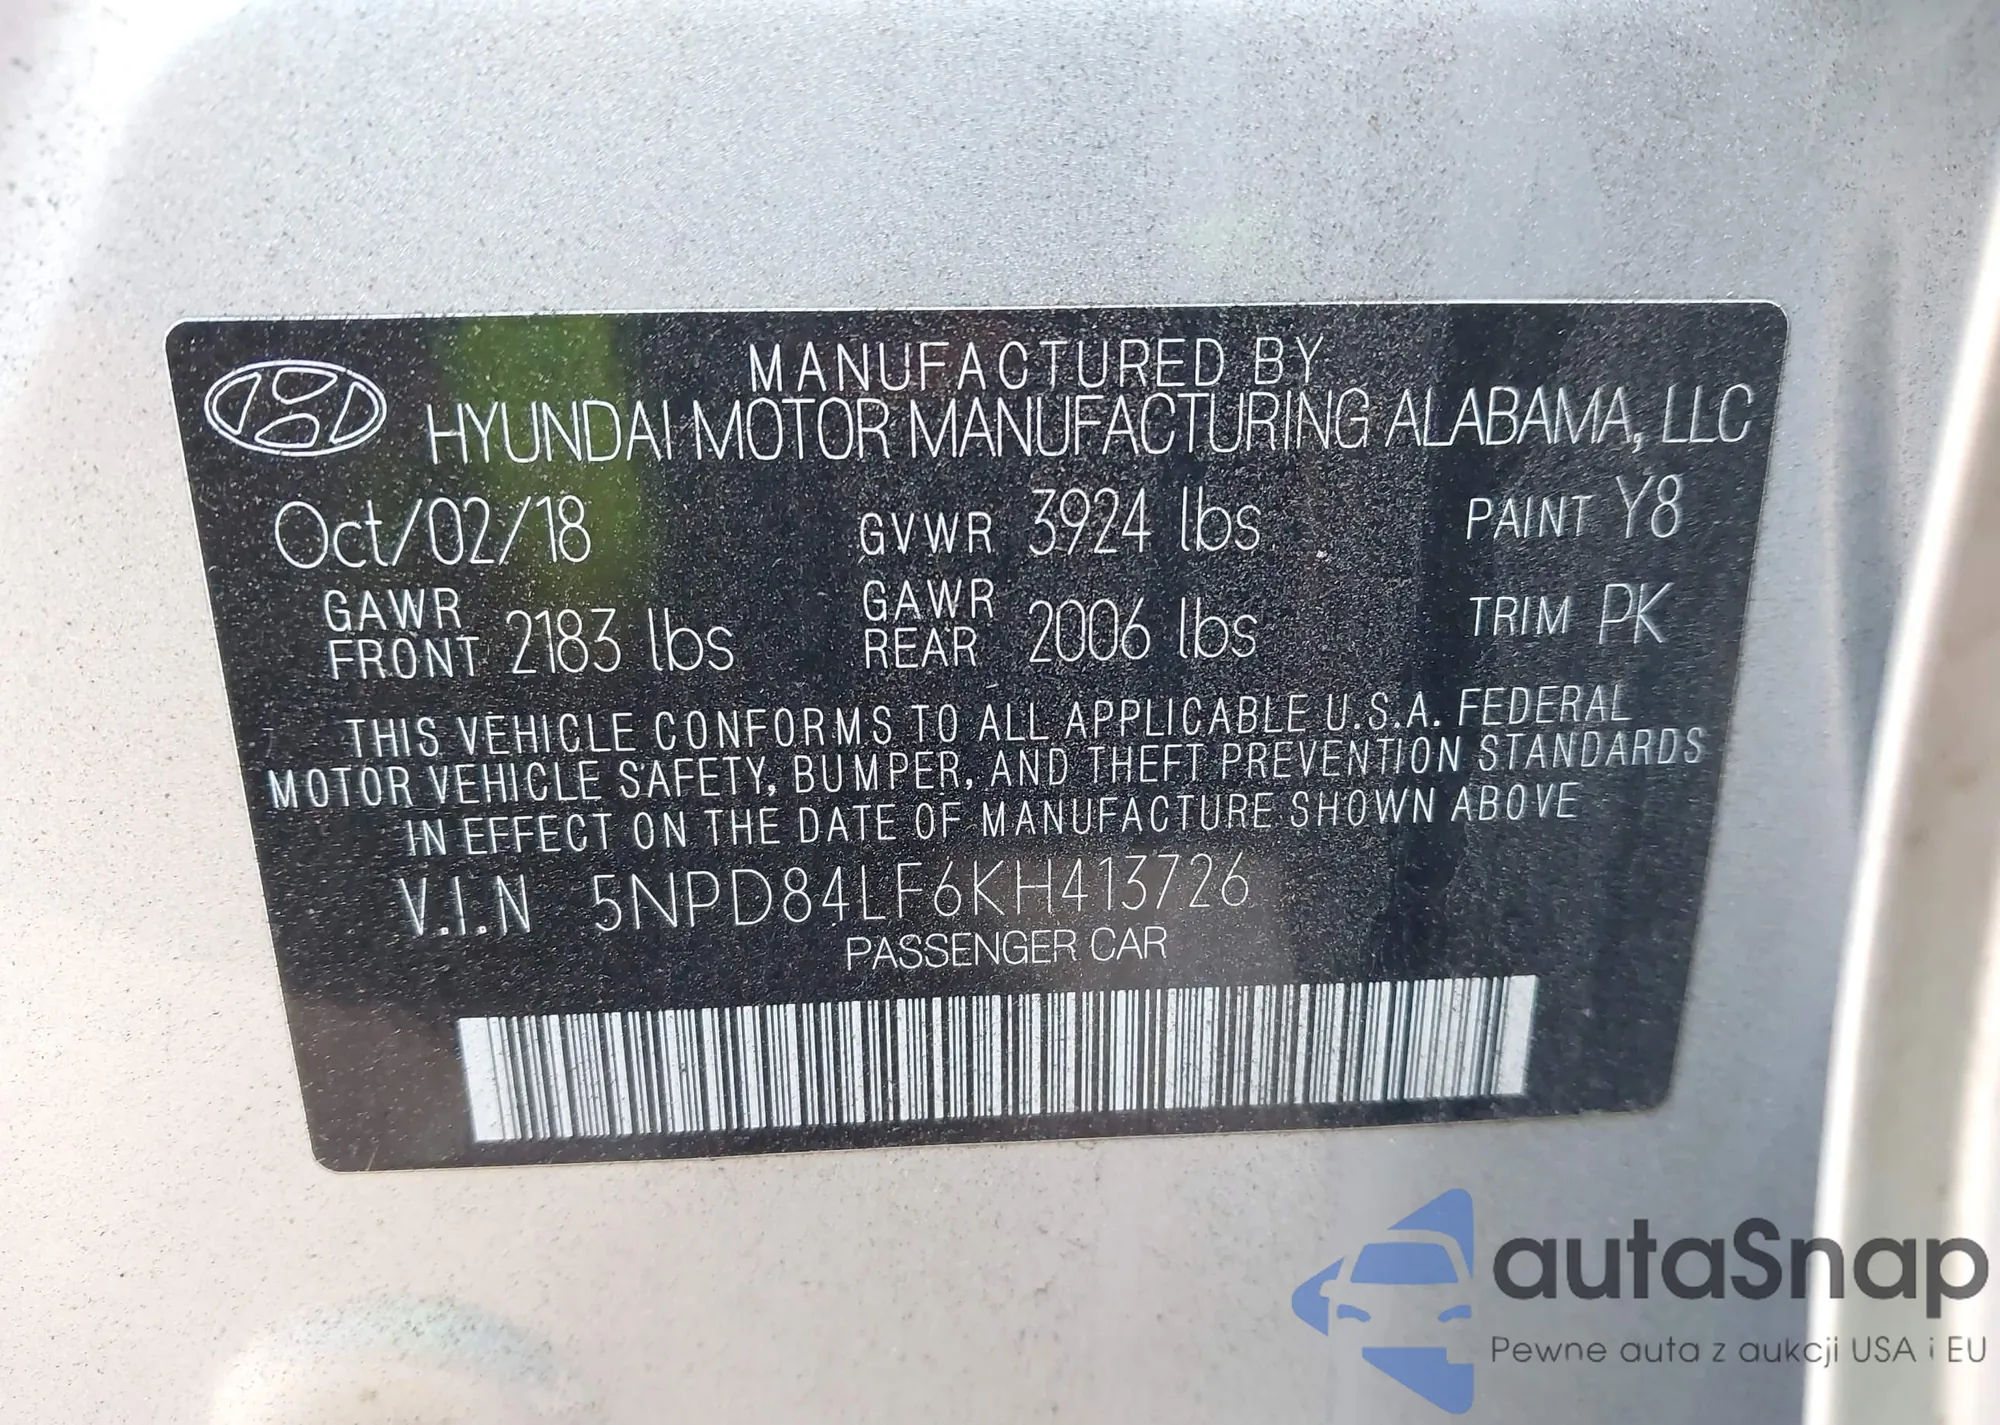 MANUFACTURED BY
HYUNDAI MOTOR MANUFACTURING ALABAMA, LLC
Oct/02/18 GVWR 3924 lbs PAINT Y8
GAWR FRONT 2183 lbs GAWR REAR 2006 lbs TRIM PK
THIS VEHICLE CONFORMS TO ALL APPLICABLE U.S.A. FEDERAL
MOTOR VEHICLE SAFETY, BUMPER, AND THEFT PREVENTION STANDARDS
IN EFFECT ON THE DATE OF MANUFACTURE SHOWN ABOVE
V.I.N 5NPD84LF6KH413726
PASSENGER CAR
autaSnap
Pewne auta z aukcji USA i EU